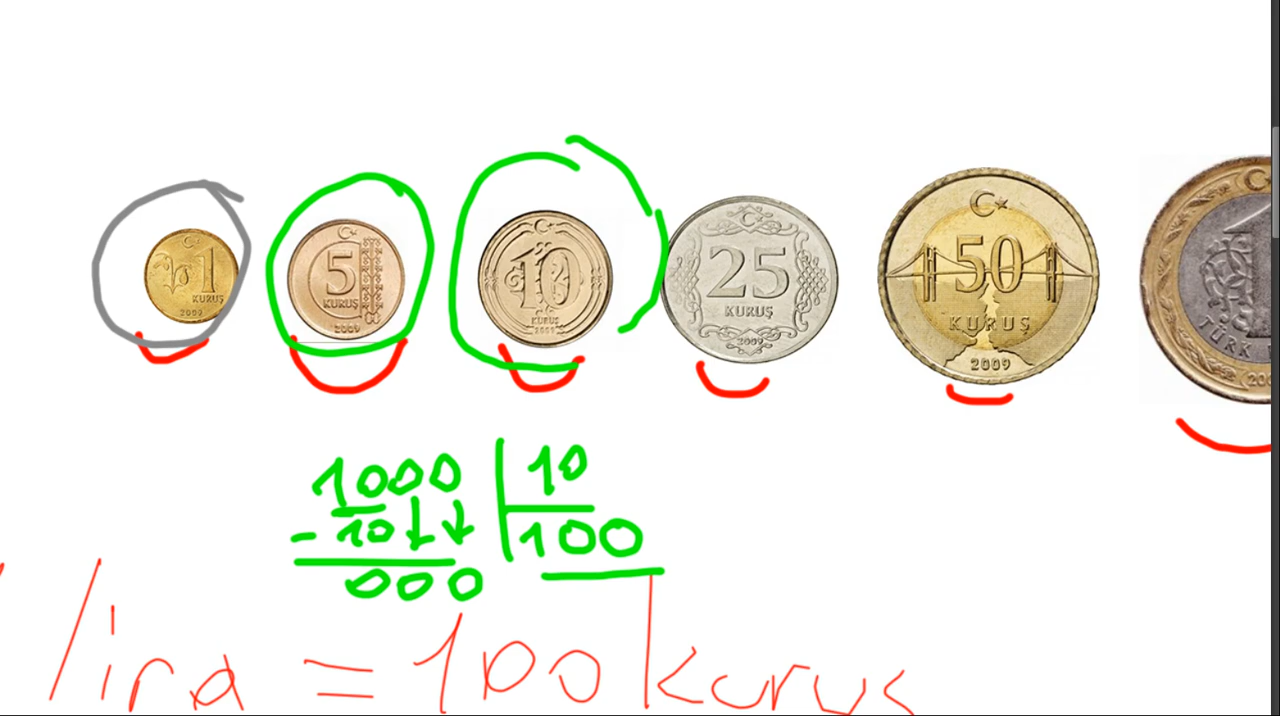 1 KURUŞ 2009
5 KURUŞ 2009
10 KURUŞ 2009
25 KURUŞ 2009
50 KURUŞ 2009
TÜRK
1000 10
- 10 100
000
lira = 100 kuruş